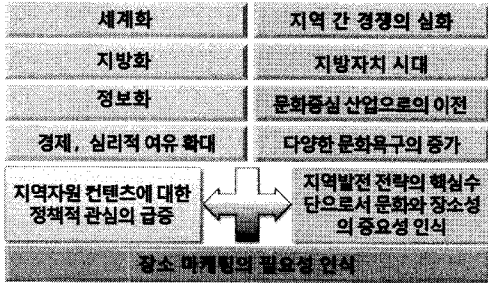 세계화
지역 간 경쟁의 심화
지방화
지방자치 시대
정보화
문화중심 산업으로의 이전
경제, 심리적 여유 확대
다양한 문화욕구의 증가
지역자원 컨텐츠에 대한
정책적 관심의 급증
지역발전 전략의 핵심수
단으로서 문화와 장소성
의 중요성 인식
장소 마케팅의 필요성 인식